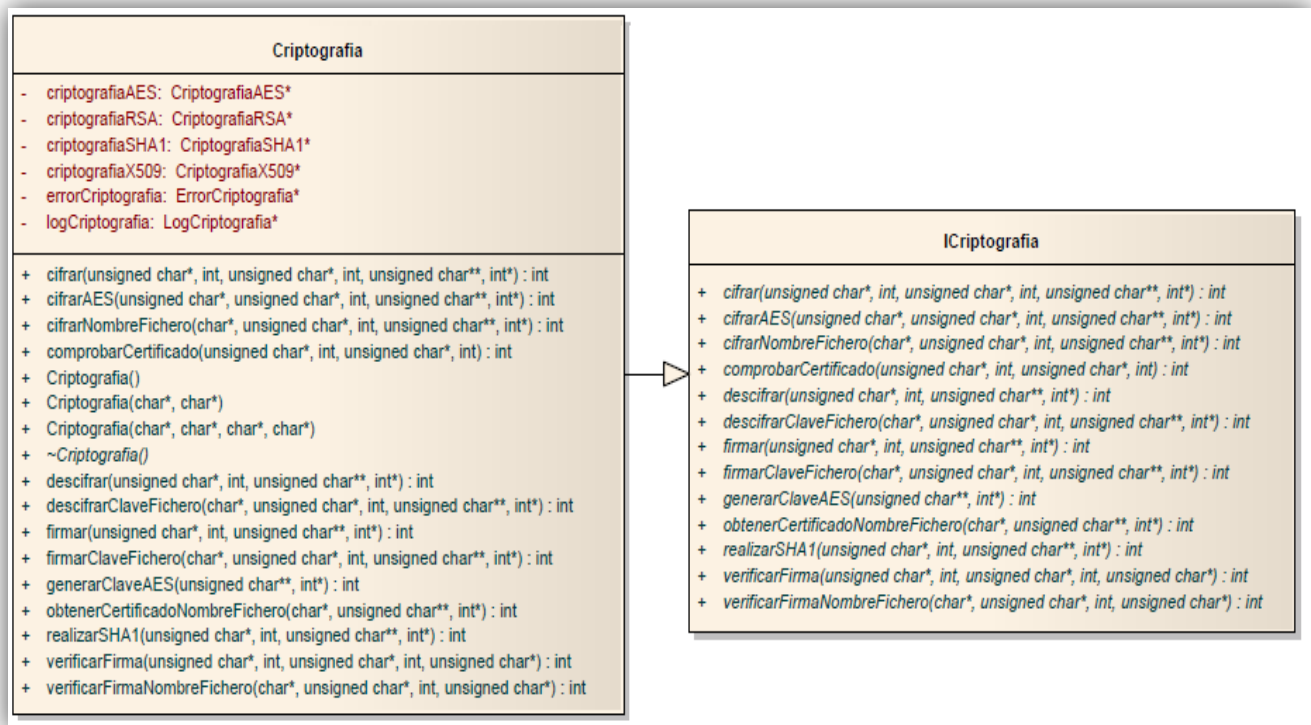 Criptografia
- criptografiaAES: CriptografiaAES*
- criptografiaRSA: CriptografiaRSA*
- criptografiaSHA1: CriptografiaSHA1*
- criptografiaX509: CriptografiaX509*
- errorCriptografia: ErrorCriptografia*
- logCriptografia: LogCriptografia*
+ cifrar(unsigned char*, int, unsigned char*, int, unsigned char**, int*) : int
+ cifrarAES(unsigned char*, unsigned char*, int, unsigned char**, int*) : int
+ cifrarNombreFichero(char*, unsigned char*, int, unsigned char**, int*) : int
+ comprobarCertificado(unsigned char*, int, unsigned char*, int) : int
+ Criptografia()
+ Criptografia(char*, char*)
+ Criptografia(char*, char*, char*, char*)
+ ~Criptografia()
+ descifrar(unsigned char*, int, unsigned char**, int*) : int
+ descifrarClaveFichero(char*, unsigned char*, int, unsigned char**, int*) : int
+ firmar(unsigned char*, int, unsigned char**, int*) : int
+ firmarClaveFichero(char*, unsigned char*, int, unsigned char**, int*) : int
+ generarClaveAES(unsigned char**, int*) : int
+ obtenerCertificadoNombreFichero(char*, unsigned char**, int*) : int
+ realizarSHA1(unsigned char*, int, unsigned char**, int*) : int
+ verificarFirma(unsigned char*, int, unsigned char*, int, unsigned char*) : int
+ verificarFirmaNombreFichero(char*, unsigned char*, int, unsigned char*) : int
ICriptografia
+ cifrar(unsigned char*, int, unsigned char*, int, unsigned char**, int*) : int
+ cifrarAES(unsigned char*, unsigned char*, int, unsigned char**, int*) : int
+ cifrarNombreFichero(char*, unsigned char*, int, unsigned char**, int*) : int
+ comprobarCertificado(unsigned char*, int, unsigned char*, int) : int
+ descifrar(unsigned char*, int, unsigned char**, int*) : int
+ descifrarClaveFichero(char*, unsigned char*, int, unsigned char**, int*) : int
+ firmar(unsigned char*, int, unsigned char**, int*) : int
+ firmarClaveFichero(char*, unsigned char*, int, unsigned char**, int*) : int
+ generarClaveAES(unsigned char**, int*) : int
+ obtenerCertificadoNombreFichero(char*, unsigned char**, int*) : int
+ realizarSHA1(unsigned char*, int, unsigned char**, int*) : int
+ verificarFirma(unsigned char*, int, unsigned char*, int, unsigned char*) : int
+ verificarFirmaNombreFichero(char*, unsigned char*, int, unsigned char*) : int